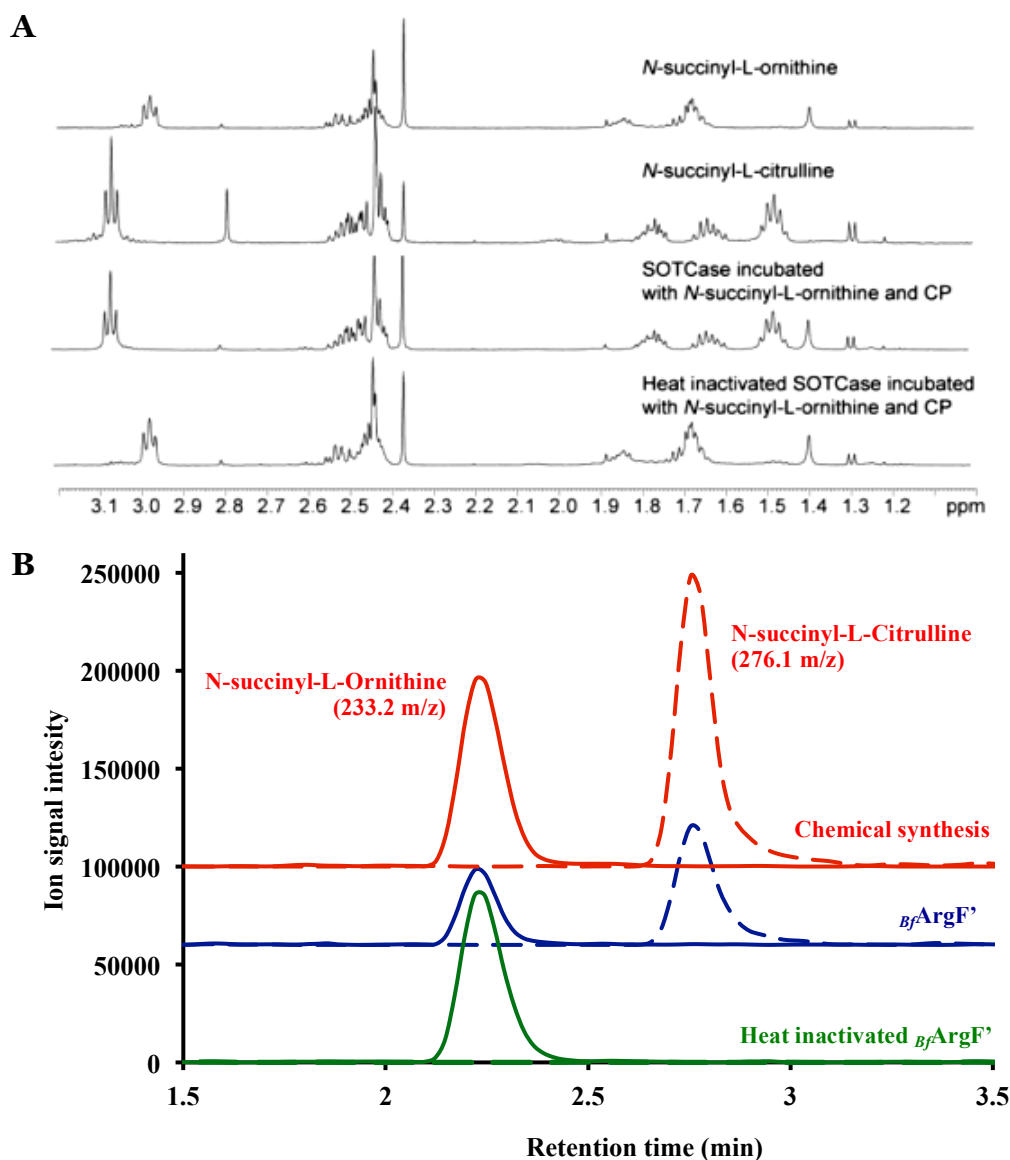 A
N-succinyl-L-ornithine
N-succinyl-L-citrulline
SOTCase incubated
with N-succinyl-L-ornithine and CP
Heat inactivated SOTCase incubated
with N-succinyl-L-ornithine and CP
3.1 3.0 2.9 2.8 2.7 2.6 2.5 2.4 2.3 2.2 2.1 2.0 1.9 1.8 1.7 1.6 1.5 1.4 1.3 1.2 ppm
B
250000
200000
150000
100000
50000
0
Ion signal intesity
N-succinyl-L-Ornithine
(233.2 m/z)
N-succinyl-L-Citrulline
(276.1 m/z)
Chemical synthesis
BfArgF’
Heat inactivated BfArgF’
1.5 2 2.5 3 3.5
Retention time (min)